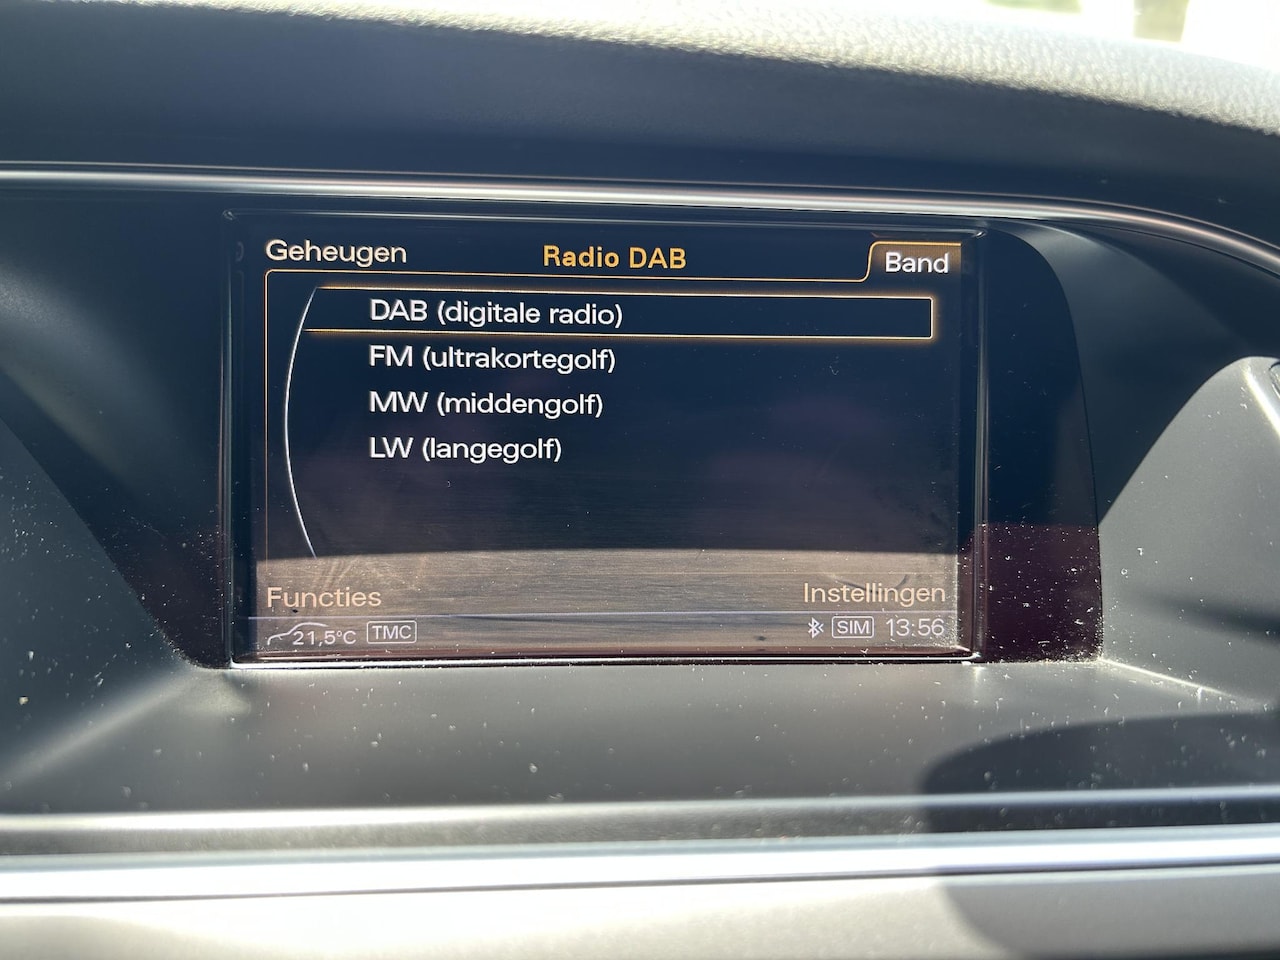 Geheugen Radio DAB Band
DAB (digitale radio)
FM (ultrakortegolf)
MW (middengolf)
LW (langegolf)
Functies Instellingen
21,5°C TMC SIM 13:56